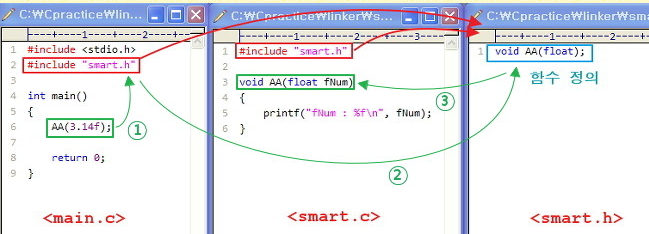 C:\Cpractice\lin...
1 #include <stdio.h>
2 #include "smart.h"
3
4 int main()
5 {
6 AA(3.14f);
7
8 return 0;
9 }
①
<main.c>
C:\Cpractice\linker\sm...
1 #include "smart.h"
2
3 void AA(float fNum)
4 {
5 printf("fNum : %f\n", fNum);
6 }
③
②
<smart.c>
C:\Cpractice\linker\smar
1 void AA(float);
함수 정의
<smart.h>